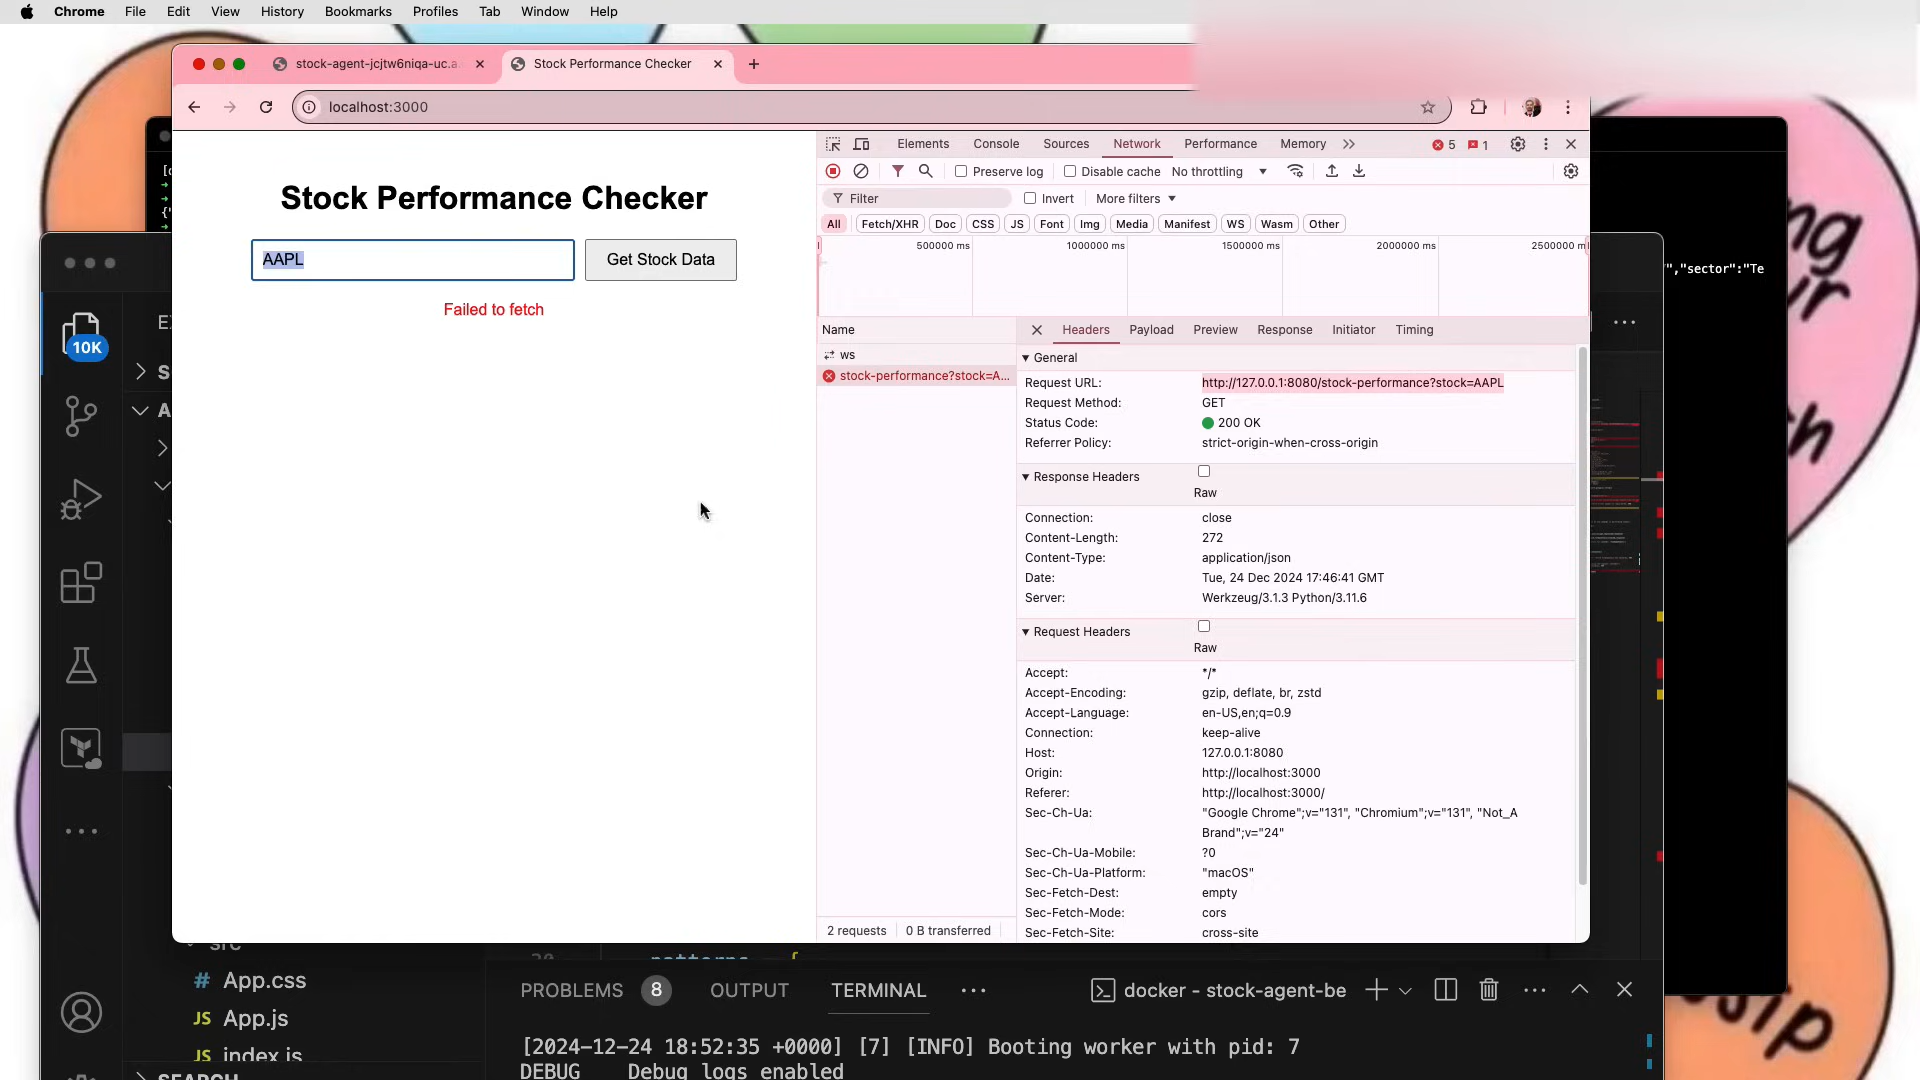 Chrome File Edit View History Bookmarks Profiles Tab Window Help
stock-agent-jcjtw6niqa-uc.a
Stock Performance Checker
localhost:3000
Stock Performance Checker
AAPL
Get Stock Data
Failed to fetch
Elements Console Sources Network Performance Memory 5 1
Preserve log Disable cache No throttling
Filter Invert More filters
All Fetch/XHR Doc CSS JS Font Img Media Manifest WS Wasm Other
500000 ms 1000000 ms 1500000 ms 2000000 ms 2500000 m
Name
ws
stock-performance?stock=A...
Headers Payload Preview Response Initiator Timing
General
Request URL: http://127.0.0.1:8080/stock-performance?stock=AAPL
Request Method: GET
Status Code: 200 OK
Referrer Policy: strict-origin-when-cross-origin
Response Headers
Raw
Connection: close
Content-Length: 272
Content-Type: application/json
Date: Tue, 24 Dec 2024 17:46:41 GMT
Server: Werkzeug/3.1.3 Python/3.11.6
Request Headers
Raw
Accept: */*
Accept-Encoding: gzip, deflate, br, zstd
Accept-Language: en-US,en;q=0.9
Connection: keep-alive
Host: 127.0.0.1:8080
Origin: http://localhost:3000
Referer: http://localhost:3000/
Sec-Ch-Ua: "Google Chrome";v="131", "Chromium";v="131", "Not_A
Brand";v="24"
Sec-Ch-Ua-Mobile: ?0
Sec-Ch-Ua-Platform: "macOS"
Sec-Fetch-Dest: empty
Sec-Fetch-Mode: cors
Sec-Fetch-Site: cross-site
2 requests 0 B transferred
","sector":"Te
10K
src
# App.css
JS App.js
JS index.js
SEARCH
patterns = {
PROBLEMS 8 OUTPUT TERMINAL
docker - stock-agent-be
[2024-12-24 18:52:35 +0000] [7] [INFO] Booting worker with pid: 7
DEBUG Debug logs enabled